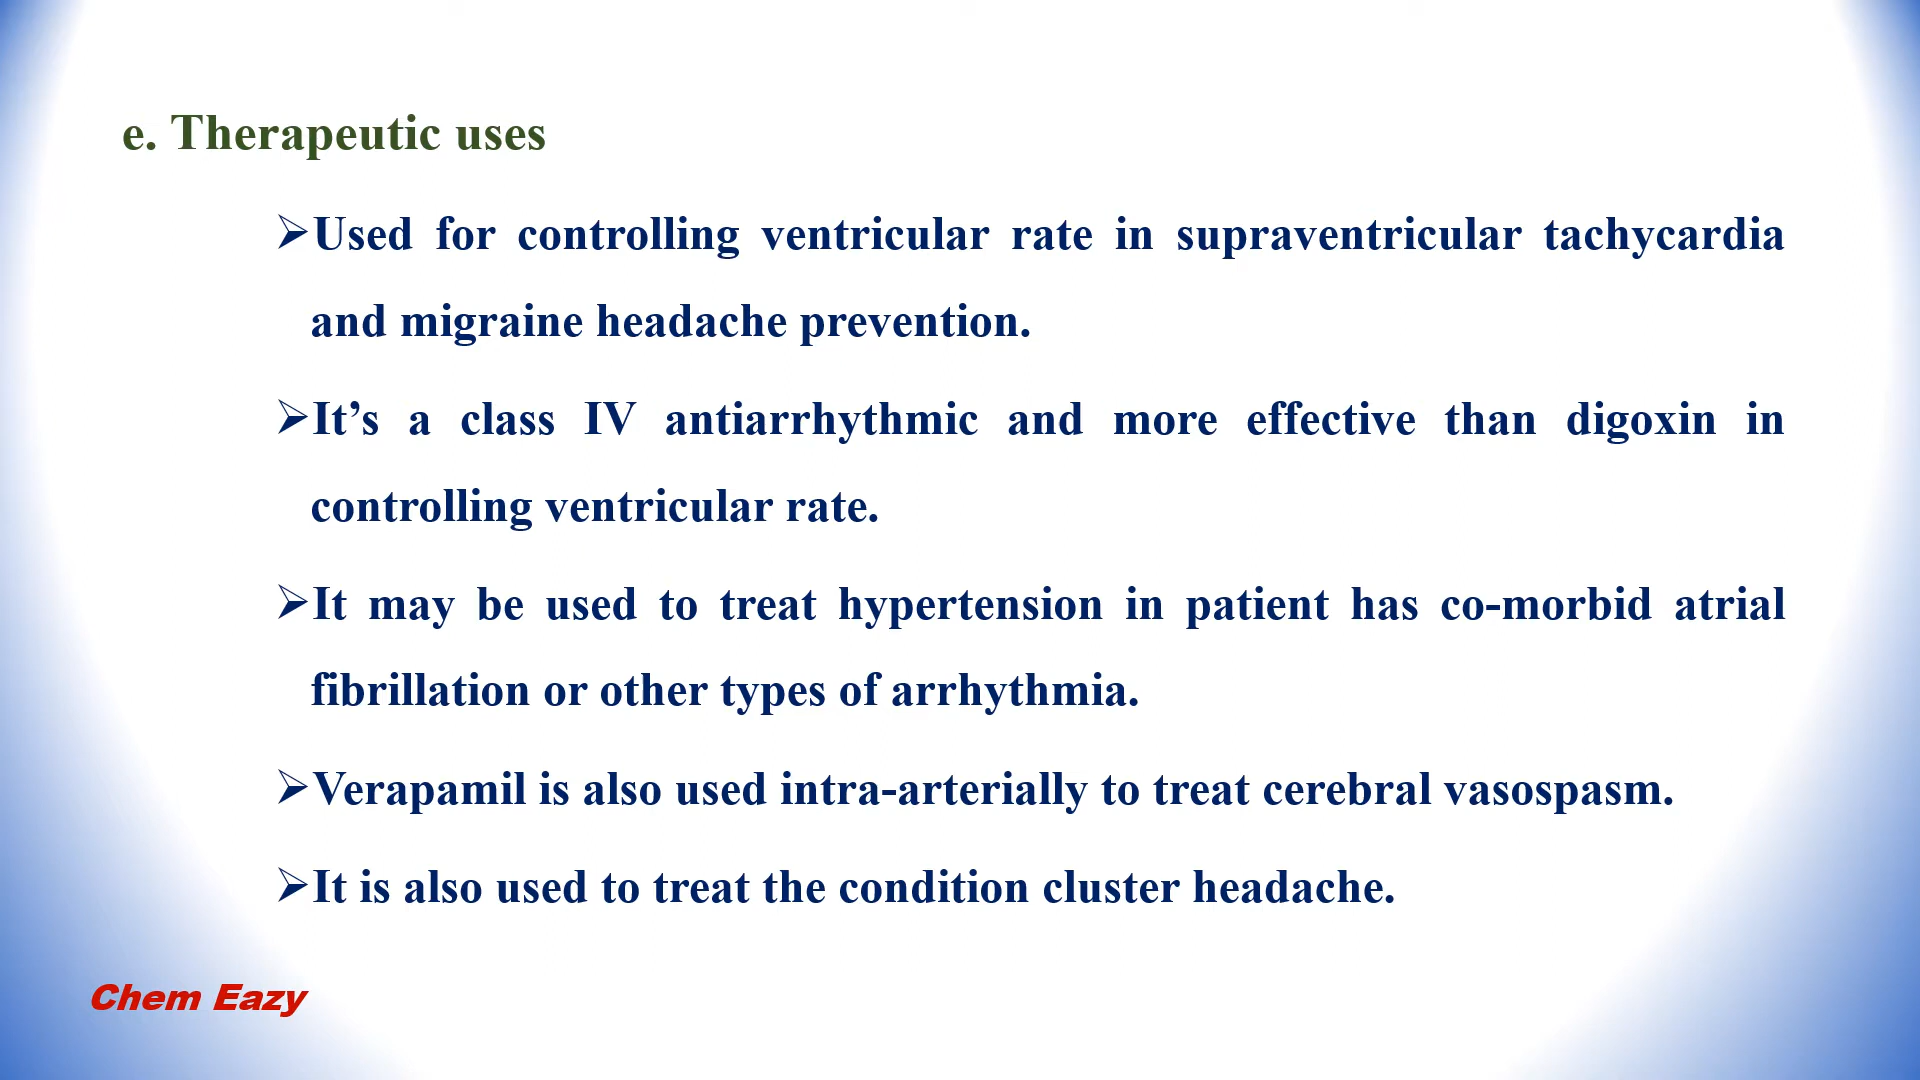 e. Therapeutic uses
➢Used for controlling ventricular rate in supraventricular tachycardia
and migraine headache prevention.
➢It’s a class IV antiarrhythmic and more effective than digoxin in
controlling ventricular rate.
➢It may be used to treat hypertension in patient has co-morbid atrial
fibrillation or other types of arrhythmia.
➢Verapamil is also used intra-arterially to treat cerebral vasospasm.
➢It is also used to treat the condition cluster headache.
Chem Eazy